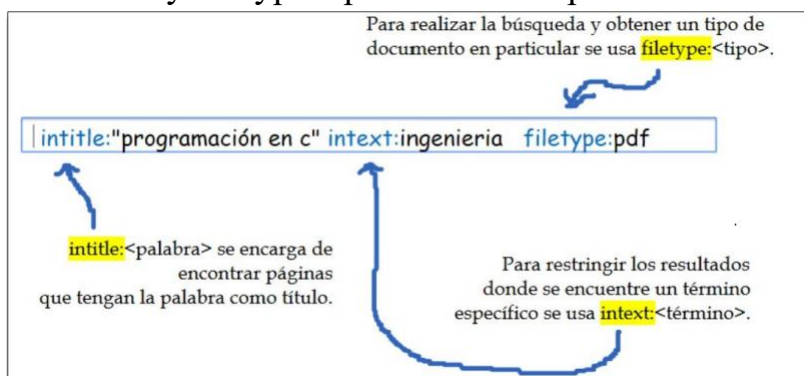 Para realizar la búsqueda y obtener un tipo de
documento en particular se usa filetype:<tipo>.
intitle:"programación en c" intext:ingenieria filetype:pdf
intitle:<palabra> se encarga de
encontrar páginas
que tengan la palabra como título.
Para restringir los resultados
donde se encuentre un término
específico se usa intext:<término>.